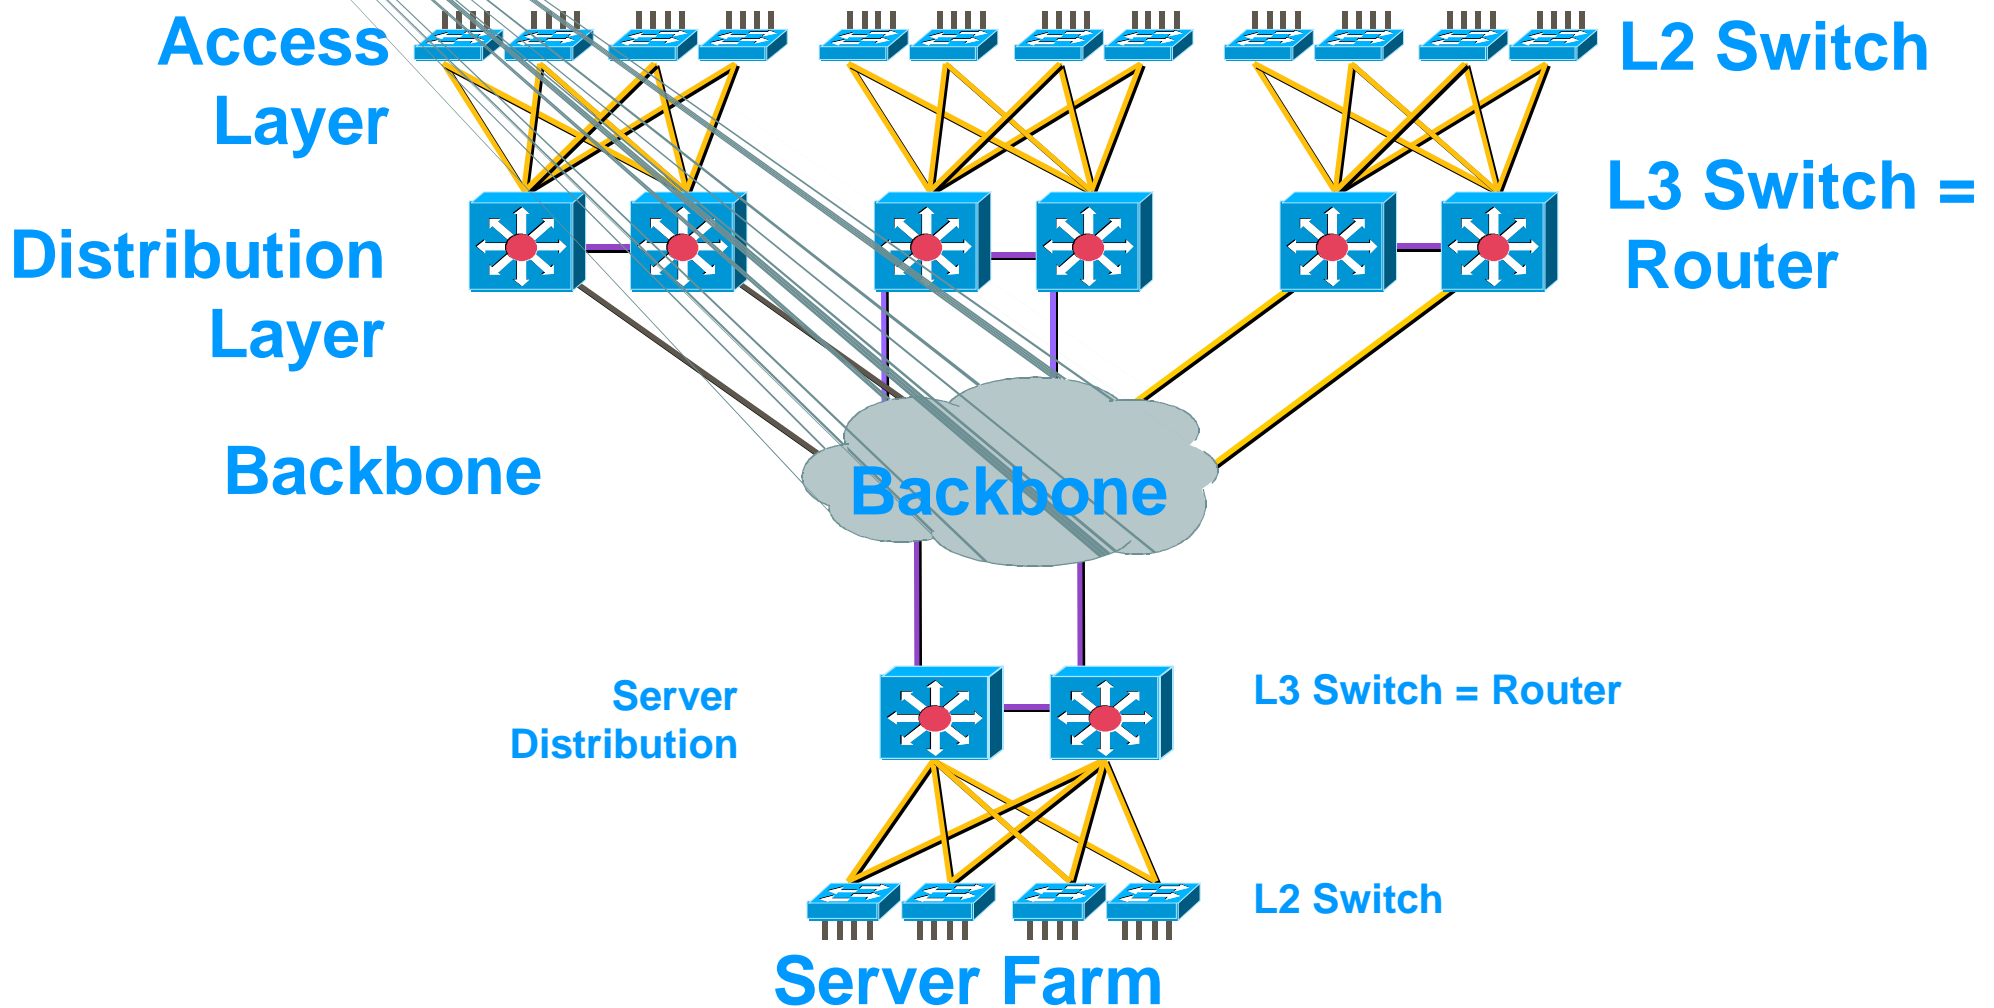 Access
Layer
L2 Switch
L3 Switch =
Router
Distribution
Layer
Backbone
Backbone
Server
Distribution
L3 Switch = Router
L2 Switch
Server Farm